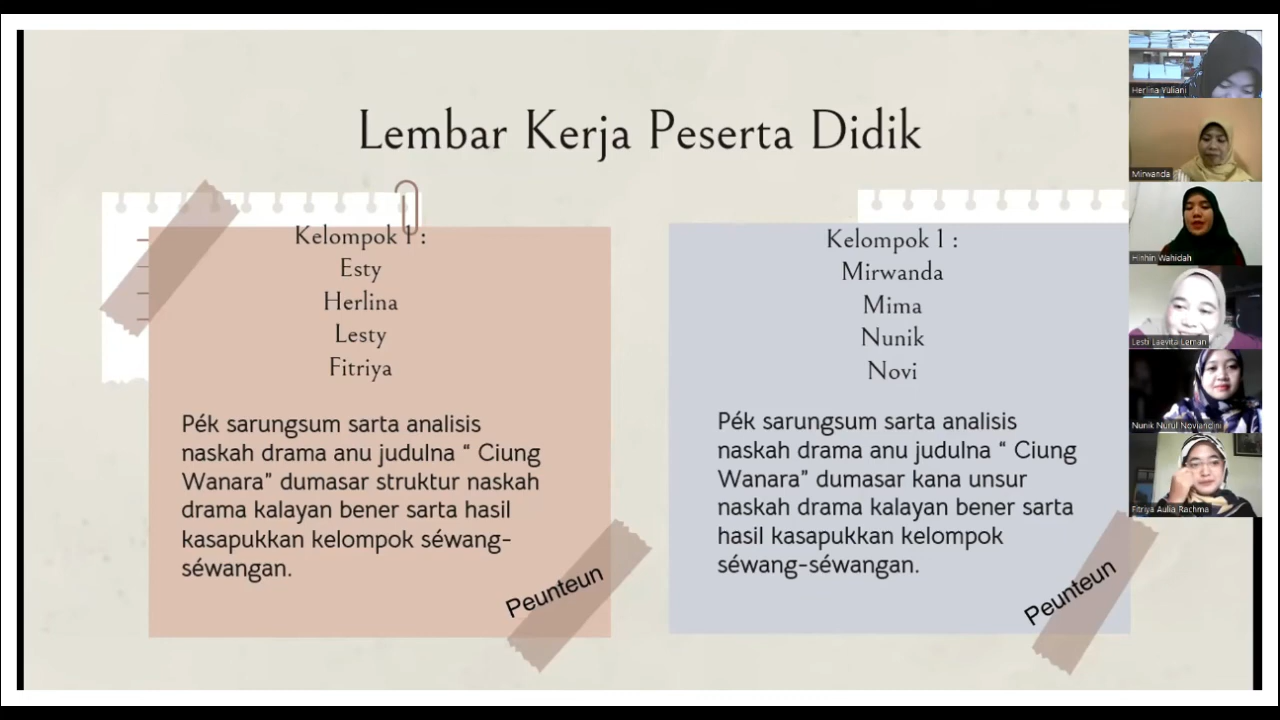 Lembar Kerja Peserta Didik
Kelompok 1 :
Esty
Herlina
Lesty
Fitriya
Pék sarungsum sarta analisis
naskah drama anu judulna “ Ciung
Wanara” dumasar struktur naskah
drama kalayan bener sarta hasil
kasapukkan kelompok séwang-
séwangan.
Peunteun
Kelompok 1 :
Mirwanda
Mima
Nunik
Novi
Pék sarungsum sarta analisis
naskah drama anu judulna “ Ciung
Wanara” dumasar kana unsur
naskah drama kalayan bener sarta
hasil kasapukkan kelompok
séwang-séwangan.
Peunteun
Herlina Yuliani
Mirwanda
Hinhin Wahidah
Lesti Laevita Leman
Nunik Nurul Noviandini
Fitriya Aulia Rachma